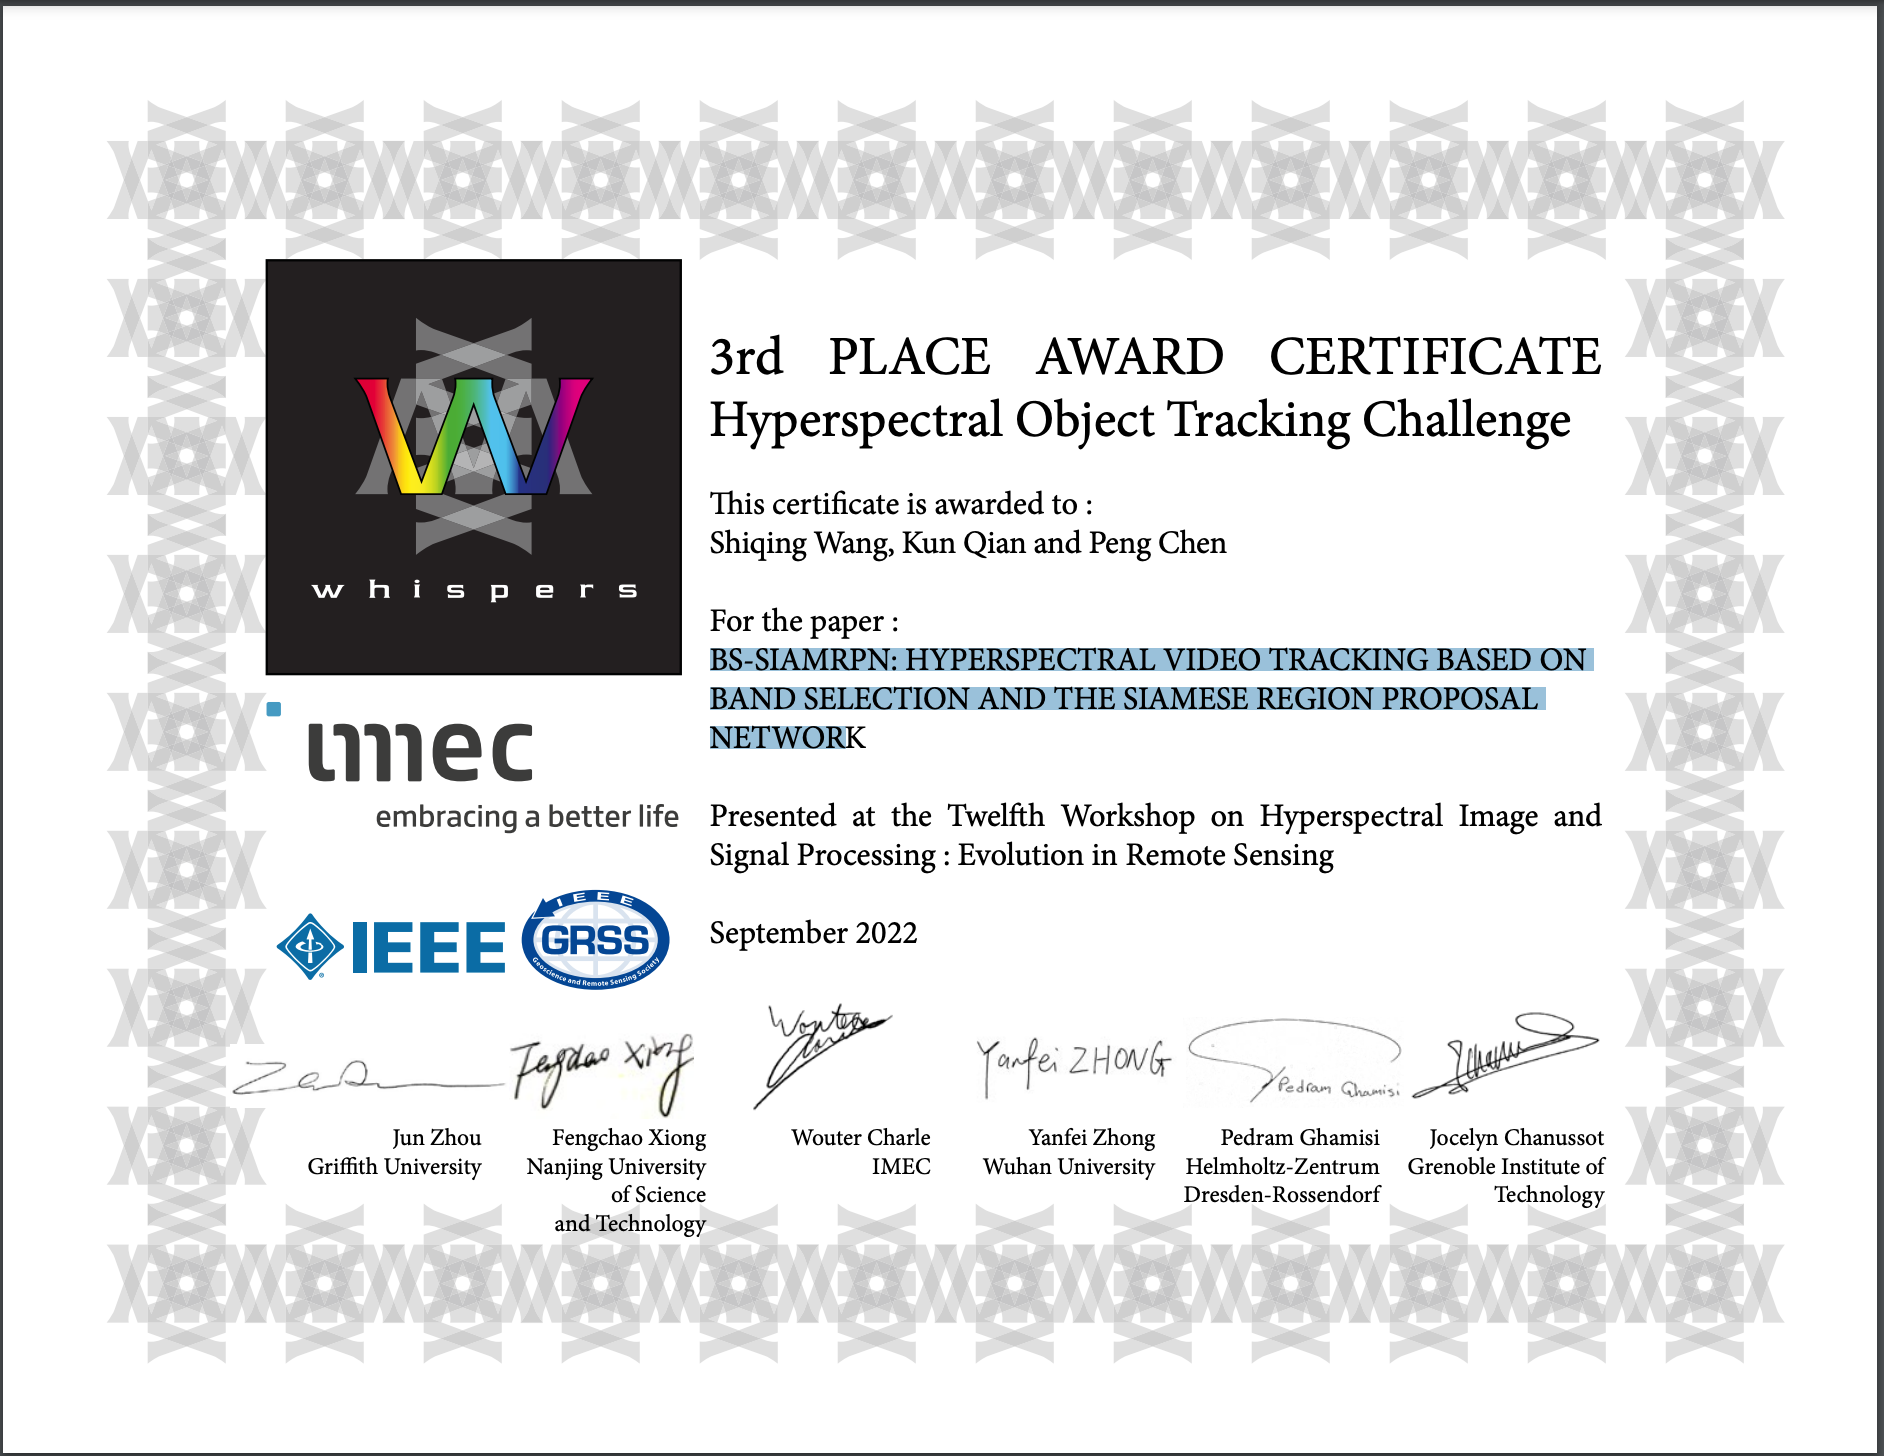 3rd PLACE AWARD CERTIFICATE
Hyperspectral Object Tracking Challenge
This certificate is awarded to :
Shiqing Wang, Kun Qian and Peng Chen
For the paper :
BS-SIAMRPN: HYPERSPECTRAL VIDEO TRACKING BASED ON
BAND SELECTION AND THE SIAMESE REGION PROPOSAL
NETWORK
Presented at the Twelfth Workshop on Hyperspectral Image and
Signal Processing : Evolution in Remote Sensing
September 2022
W
whispers
imec
embracing a better life
IEEE
IEEE
GRSS
Geoscience and Remote Sensing Society
Wouter
Yanfei ZHONG
Pedram Ghamisi
Jun Zhou
Griffith University
Fengchao Xiong
Nanjing University
of Science
and Technology
Wouter Charle
IMEC
Yanfei Zhong
Wuhan University
Pedram Ghamisi
Helmholtz-Zentrum
Dresden-Rossendorf
Jocelyn Chanussot
Grenoble Institute of
Technology